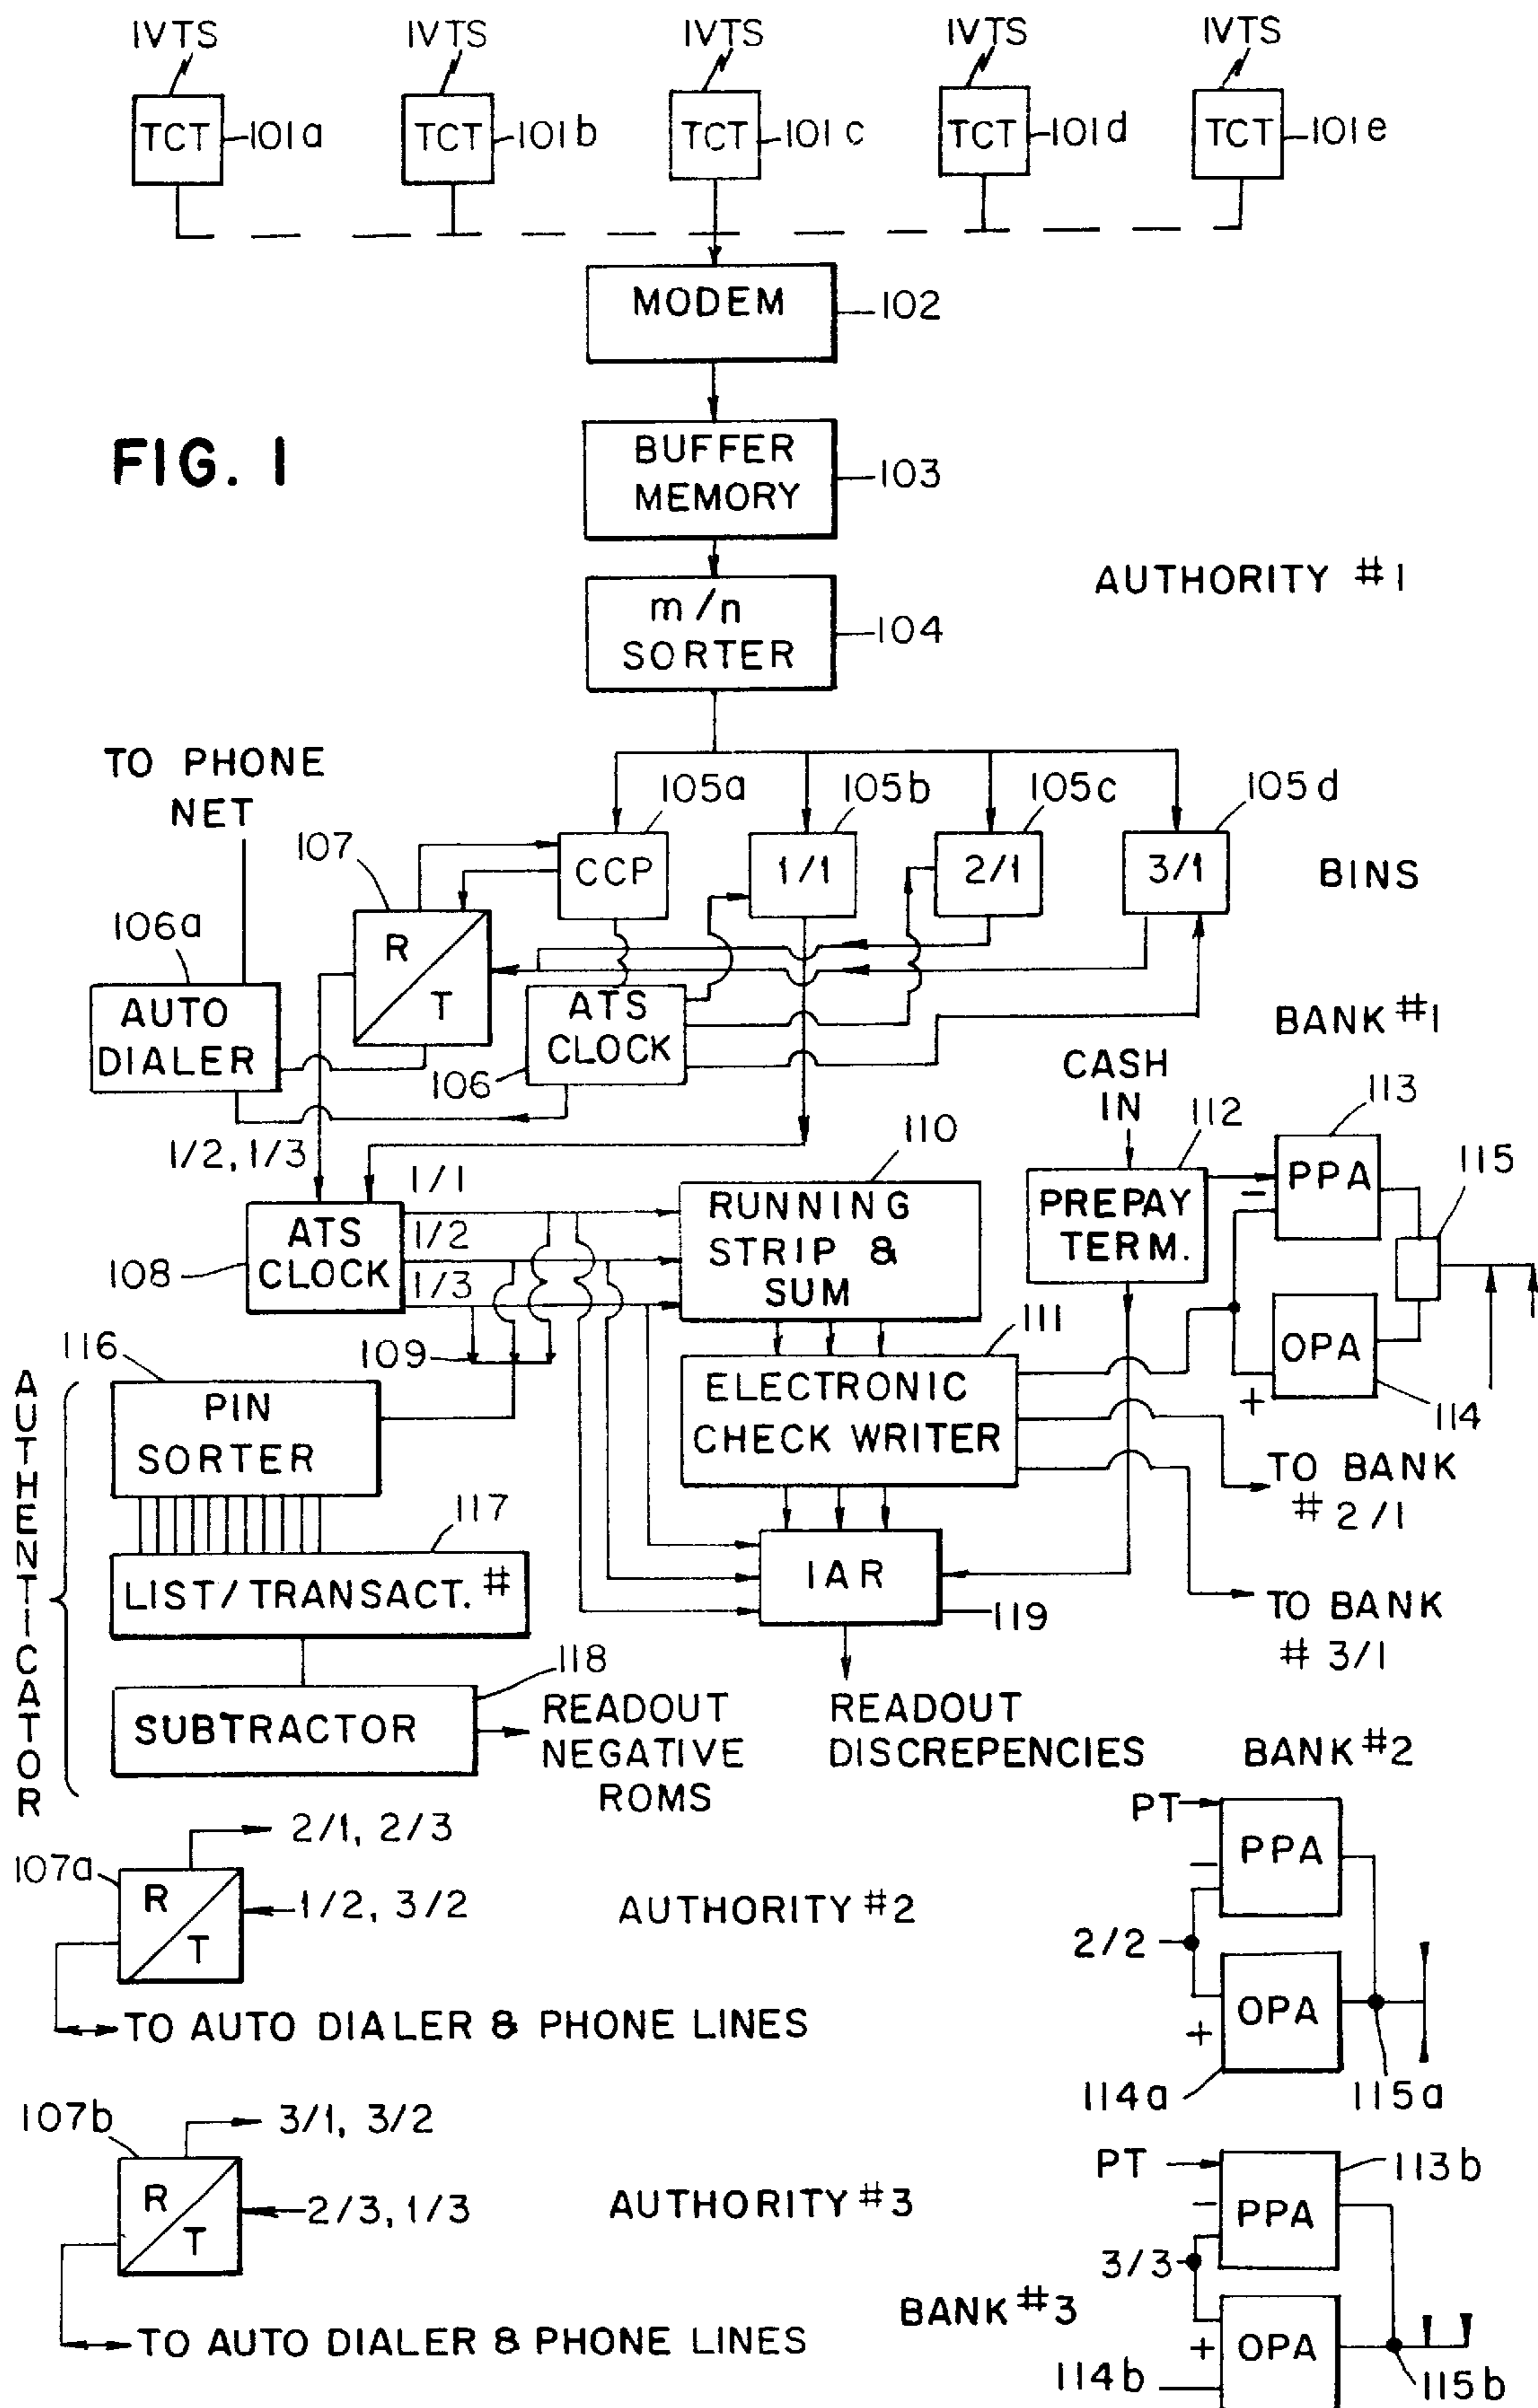 IVTS IVTS IVTS IVTS IVTS
TCT 101a TCT 101b TCT 101c TCT 101d TCT 101e
MODEM 102
FIG. 1
BUFFER
MEMORY
103
AUTHORITY #1
m/n
SORTER
104
TO PHONE
NET
105a 105b 105c 105d
107
CCP 1/1 2/1 3/1 BINS
106a
R
T
AUTO
DIALER
ATS
CLOCK
106
BANK #1
CASH
IN
112
113
1/2, 1/3
1/1
1/2
1/3
110
RUNNING
STRIP &
SUM
PREPAY
TERM.
PPA
−
115
ATS
CLOCK
108
111
OPA
+
114
116
109
AUTHENTICATOR
PIN
SORTER
ELECTRONIC
CHECK WRITER
TO BANK
# 2/1
117
LIST/TRANSACT. #
IAR
119
TO BANK
# 3/1
118
SUBTRACTOR
READOUT
NEGATIVE
ROMS
READOUT
DISCREPENCIES
BANK #2
PT
PPA
−
2/2
OPA
+
114a
115a
107a
R
T
2/1, 2/3
1/2, 3/2
AUTHORITY #2
TO AUTO DIALER & PHONE LINES
107b
R
T
3/1, 3/2
2/3, 1/3
AUTHORITY #3
TO AUTO DIALER & PHONE LINES
PT
113b
PPA
−
3/3
BANK #3
OPA
+
114b
115b